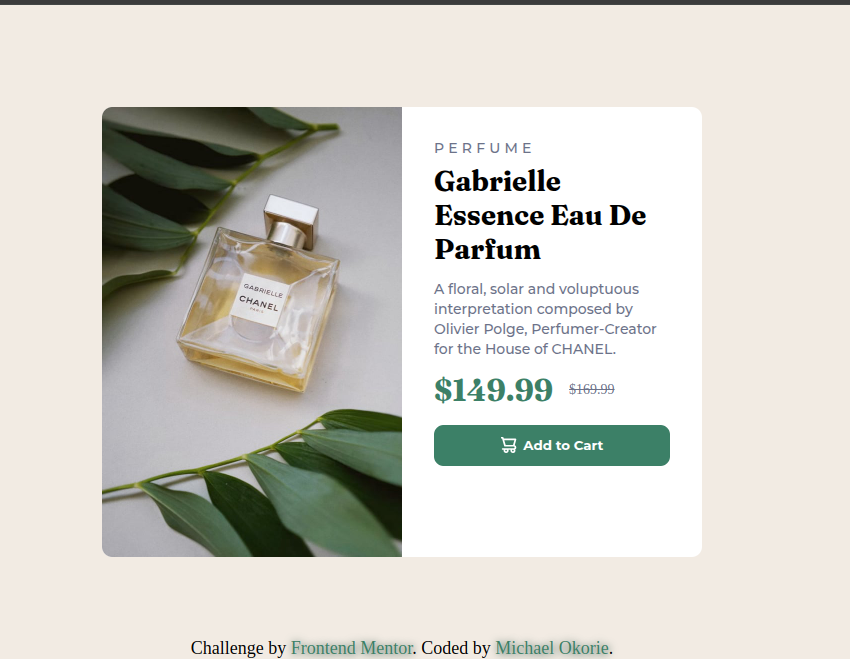 PERFUME
Gabrielle
Essence Eau De
Parfum
A floral, solar and voluptuous
interpretation composed by
Olivier Polge, Perfumer-Creator
for the House of CHANEL.
$149.99 $169.99
Add to Cart
GABRIELLE
CHANEL
PARIS
Challenge by Frontend Mentor. Coded by Michael Okorie.